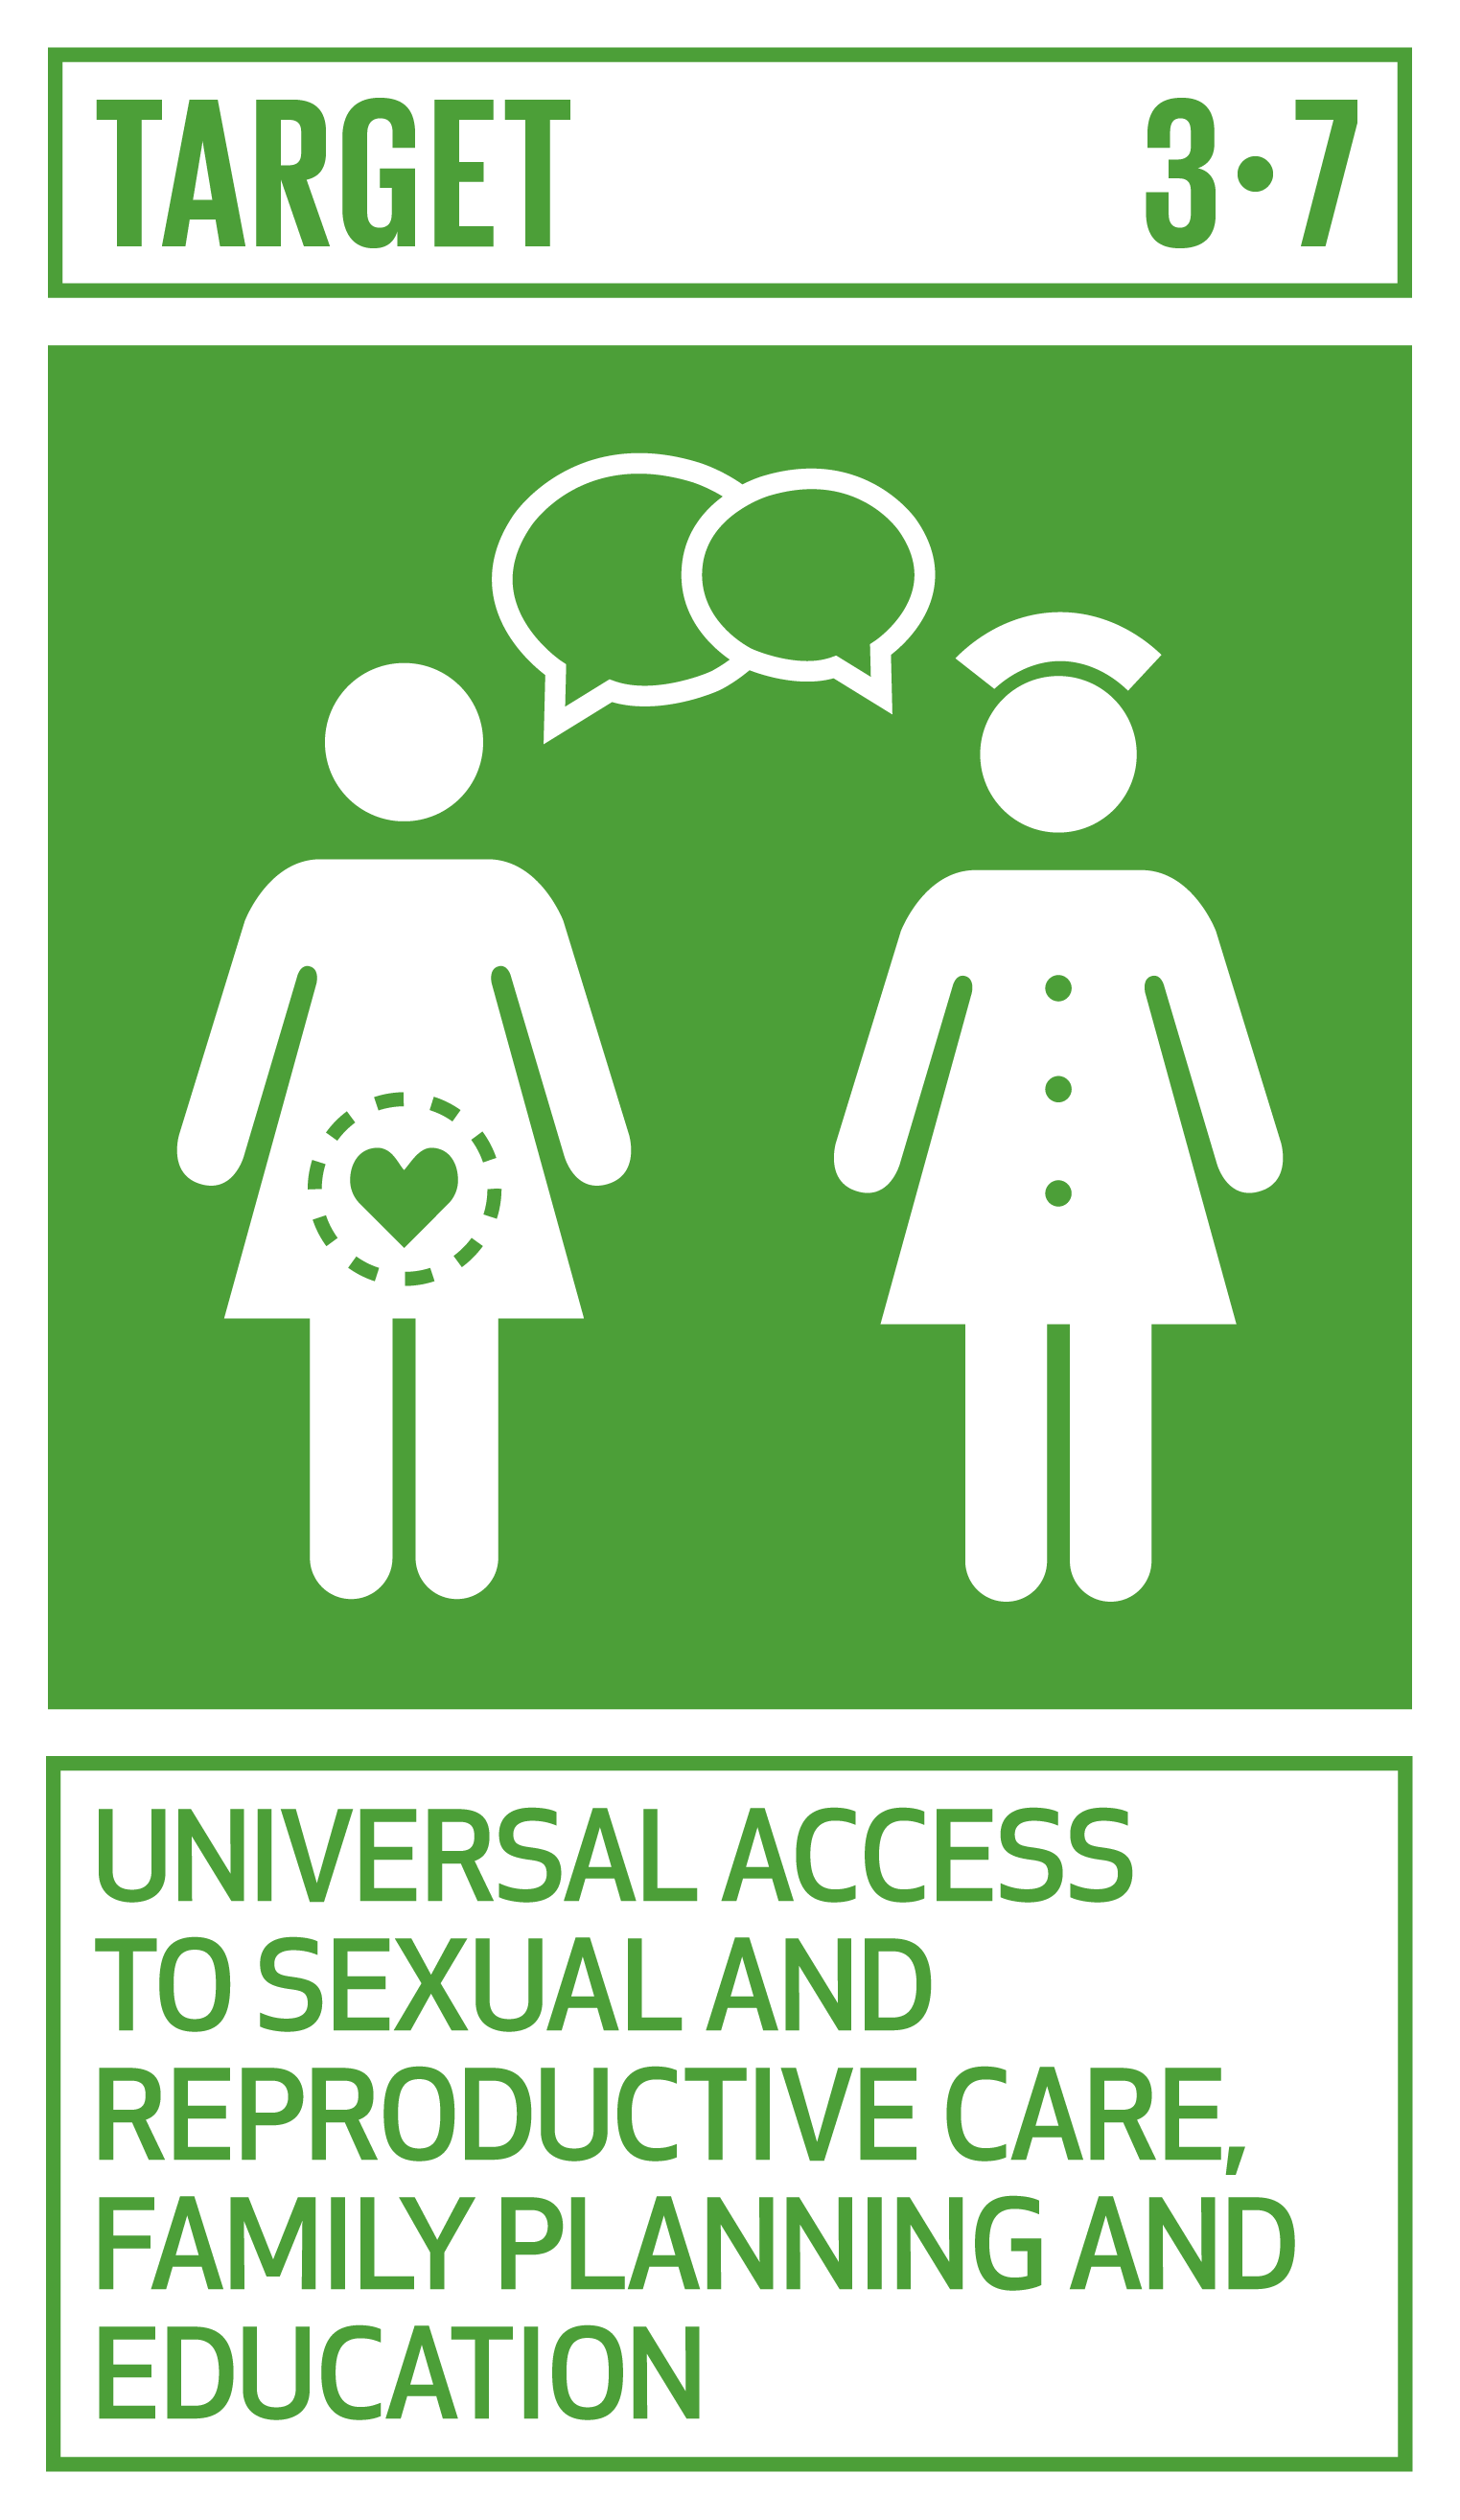 TARGET 3·7
UNIVERSAL ACCESS
TO SEXUAL AND
REPRODUCTIVE CARE,
FAMILY PLANNING AND
EDUCATION